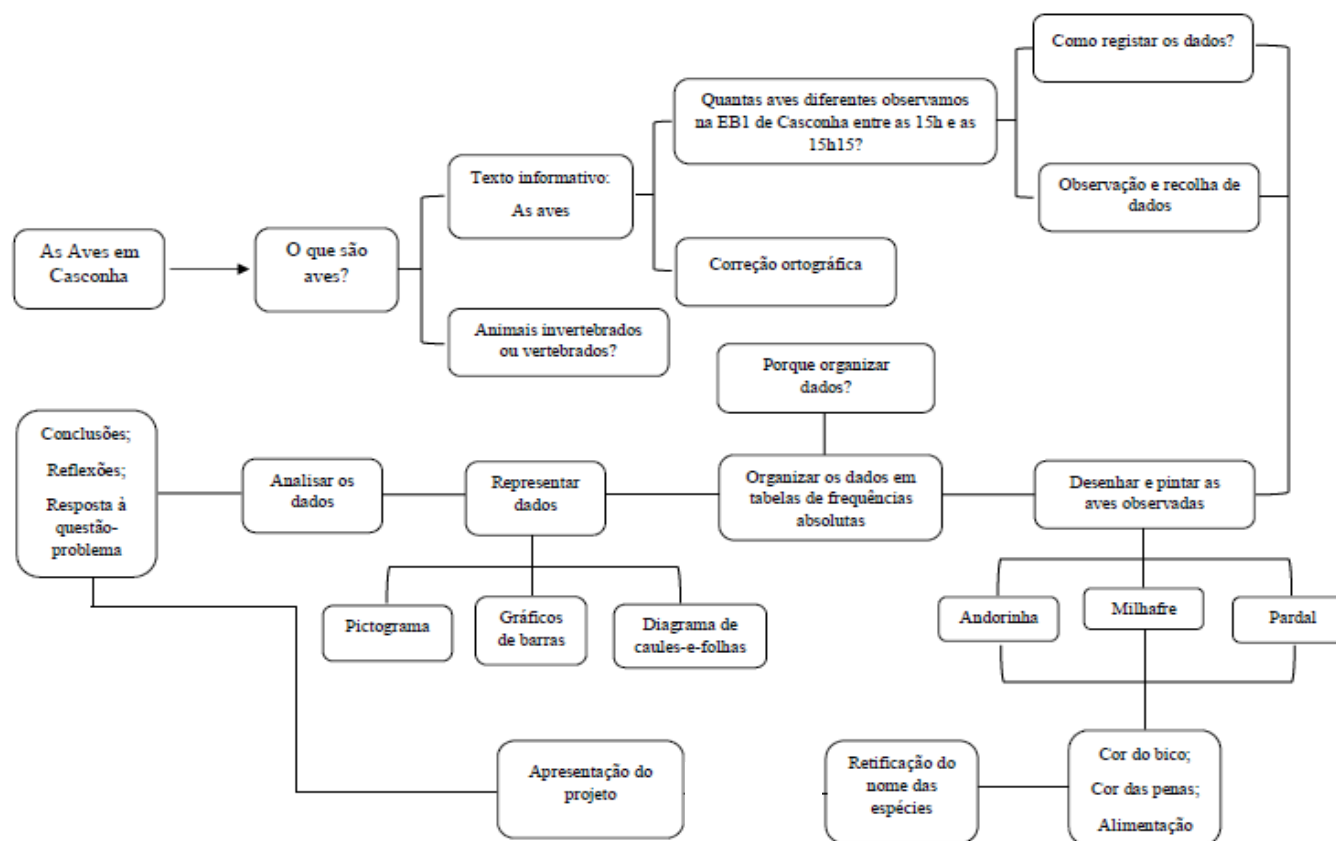 Como registar os dados?
Quantas aves diferentes observamos
na EB1 de Casconha entre as 15h e as
15h15?
Texto informativo:
As aves
Observação e recolha de
dados
As Aves em
Casconha
O que são
aves?
Correção ortográfica
Animais invertebrados
ou vertebrados?
Porque organizar
dados?
Conclusões;
Reflexões;
Resposta à
questão-
problema
Analisar os
dados
Representar
dados
Organizar os dados em
tabelas de frequências
absolutas
Desenhar e pintar as
aves observadas
Pictograma
Gráficos
de barras
Diagrama de
caules-e-folhas
Andorinha
Milhafre
Pardal
Apresentação do
projeto
Retificação do
nome das
espécies
Cor do bico;
Cor das penas;
Alimentação